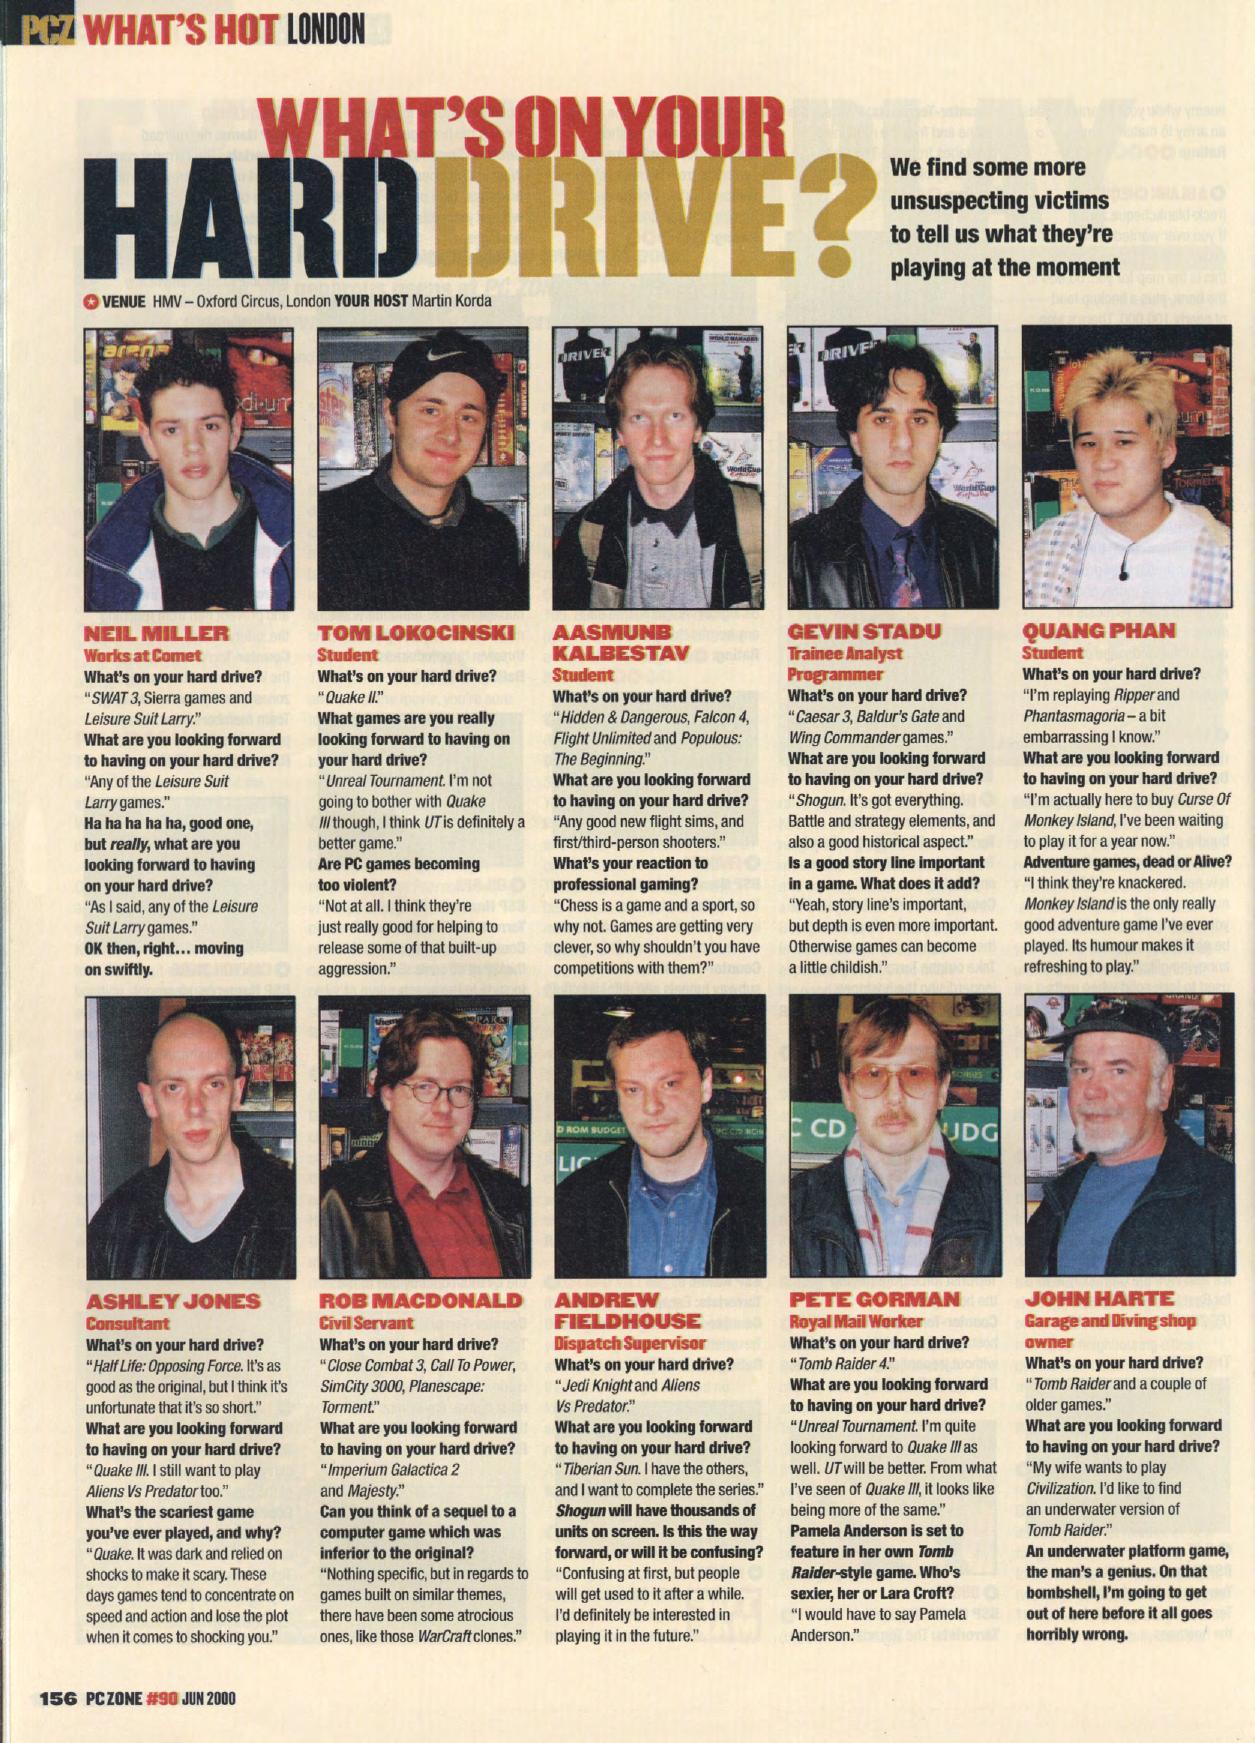 PCZ WHAT'S HOT LONDON
WHAT'S ON YOUR
HARD DRIVE?
We find some more
unsuspecting victims
to tell us what they're
playing at the moment
VENUE HMV – Oxford Circus, London YOUR HOST Martin Korda
NEIL MILLER
Works at Comet
What's on your hard drive?
"SWAT 3, Sierra games and
Leisure Suit Larry."
What are you looking forward
to having on your hard drive?
"Any of the Leisure Suit
Larry games."
Ha ha ha ha ha, good one,
but really, what are you
looking forward to having
on your hard drive?
"As I said, any of the Leisure
Suit Larry games."
OK then, right... moving
on swiftly.
TOM LOKOCINSKI
Student
What's on your hard drive?
"Quake II."
What games are you really
looking forward to having on
your hard drive?
"Unreal Tournament. I'm not
going to bother with Quake
III though, I think UT is definitely a
better game."
Are PC games becoming
too violent?
"Not at all. I think they're
just really good for helping to
release some of that built-up
aggression."
AASMUNB
KALBESTAV
Student
What's on your hard drive?
"Hidden & Dangerous, Falcon 4,
Flight Unlimited and Populous:
The Beginning."
What are you looking forward
to having on your hard drive?
"Any good new flight sims, and
first/third-person shooters."
What's your reaction to
professional gaming?
"Chess is a game and a sport, so
why not. Games are getting very
clever, so why shouldn't you have
competitions with them?"
GEVIN STADU
Trainee Analyst
Programmer
What's on your hard drive?
"Caesar 3, Baldur's Gate and
Wing Commander games."
What are you looking forward
to having on your hard drive?
"Shogun. It's got everything.
Battle and strategy elements, and
also a good historical aspect."
Is a good story line important
in a game. What does it add?
"Yeah, story line's important,
but depth is even more important.
Otherwise games can become
a little childish."
QUANG PHAN
Student
What's on your hard drive?
"I'm replaying Ripper and
Phantasmagoria – a bit
embarrassing I know."
What are you looking forward
to having on your hard drive?
"I'm actually here to buy Curse Of
Monkey Island, I've been waiting
to play it for a year now."
Adventure games, dead or Alive?
"I think they're knackered.
Monkey Island is the only really
good adventure game I've ever
played. Its humour makes it
refreshing to play."
ASHLEY JONES
Consultant
What's on your hard drive?
"Half Life: Opposing Force. It's as
good as the original, but I think it's
unfortunate that it's so short."
What are you looking forward
to having on your hard drive?
"Quake III. I still want to play
Aliens Vs Predator too."
What's the scariest game
you've ever played, and why?
"Quake. It was dark and relied on
shocks to make it scary. These
days games tend to concentrate on
speed and action and lose the plot
when it comes to shocking you."
ROB MACDONALD
Civil Servant
What's on your hard drive?
"Close Combat 3, Call To Power,
SimCity 3000, Planescape:
Torment."
What are you looking forward
to having on your hard drive?
"Imperium Galactica 2
and Majesty."
Can you think of a sequel to a
computer game which was
inferior to the original?
"Nothing specific, but in regards to
games built on similar themes,
there have been some atrocious
ones, like those WarCraft clones."
ANDREW
FIELDHOUSE
Dispatch Supervisor
What's on your hard drive?
"Jedi Knight and Aliens
Vs Predator."
What are you looking forward
to having on your hard drive?
"Tiberian Sun. I have the others,
and I want to complete the series."
Shogun will have thousands of
units on screen. Is this the way
forward, or will it be confusing?
"Confusing at first, but people
will get used to it after a while.
I'd definitely be interested in
playing it in the future."
PETE GORMAN
Royal Mail Worker
What's on your hard drive?
"Tomb Raider 4."
What are you looking forward
to having on your hard drive?
"Unreal Tournament. I'm quite
looking forward to Quake III as
well. UT will be better. From what
I've seen of Quake III, it looks like
being more of the same."
Pamela Anderson is set to
feature in her own Tomb
Raider-style game. Who's
sexier, her or Lara Croft?
"I would have to say Pamela
Anderson."
JOHN HARTE
Garage and Diving shop
owner
What's on your hard drive?
"Tomb Raider and a couple of
older games."
What are you looking forward
to having on your hard drive?
"My wife wants to play
Civilization. I'd like to find
an underwater version of
Tomb Raider."
An underwater platform game,
the man's a genius. On that
bombshell, I'm going to get
out of here before it all goes
horribly wrong.
156 PC ZONE #90 JUN 2000